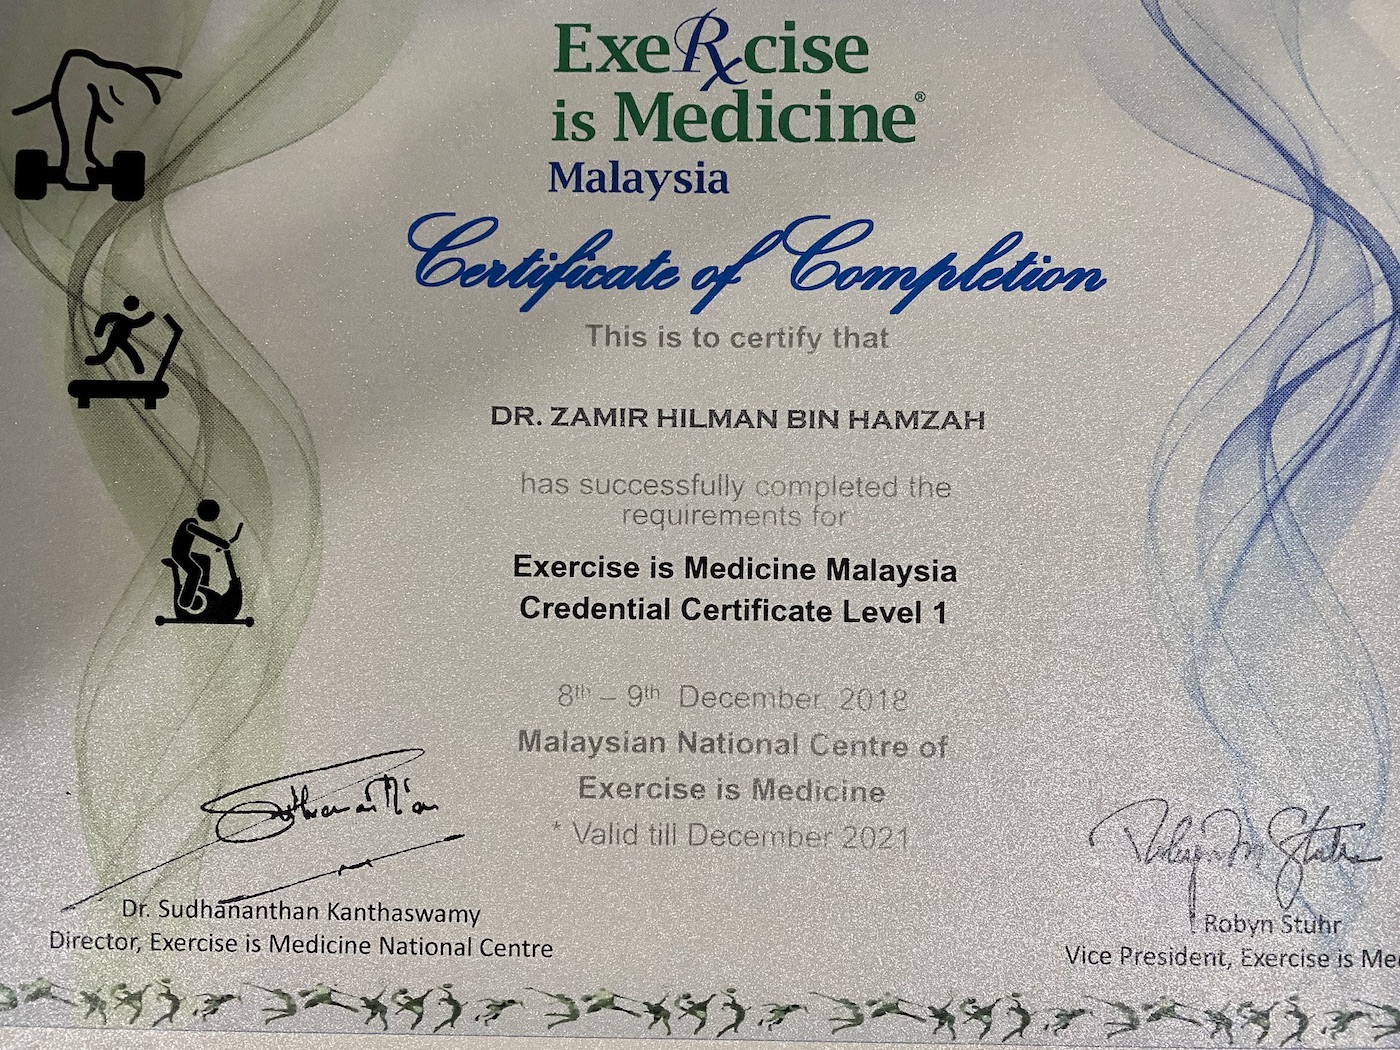 ExeRxcise
is Medicine®
Malaysia
Certificate of Completion
This is to certify that
DR. ZAMIR HILMAN BIN HAMZAH
has successfully completed the
requirements for
Exercise is Medicine Malaysia
Credential Certificate Level 1
8th – 9th December 2018
Malaysian National Centre of
Exercise is Medicine
* Valid till December 2021
Dr. Sudhananthan Kanthaswamy
Director, Exercise is Medicine National Centre
Robyn Stuhr
Vice President, Exercise is Me